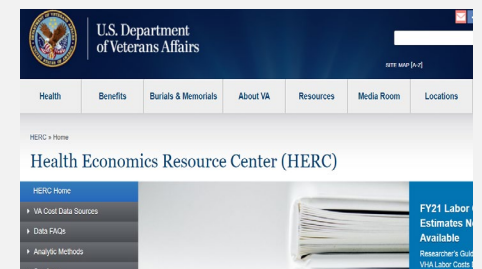 U.S. Department
of Veterans Affairs
SITE MAP [A-Z]
Health Benefits Burials & Memorials About VA Resources Media Room Locations
HERC » Home
Health Economics Resource Center (HERC)
HERC Home
VA Cost Data Sources
Data FAQs
Analytic Methods
FY21 Labor
Estimates
Available
Researcher's
VHA Labor Costs